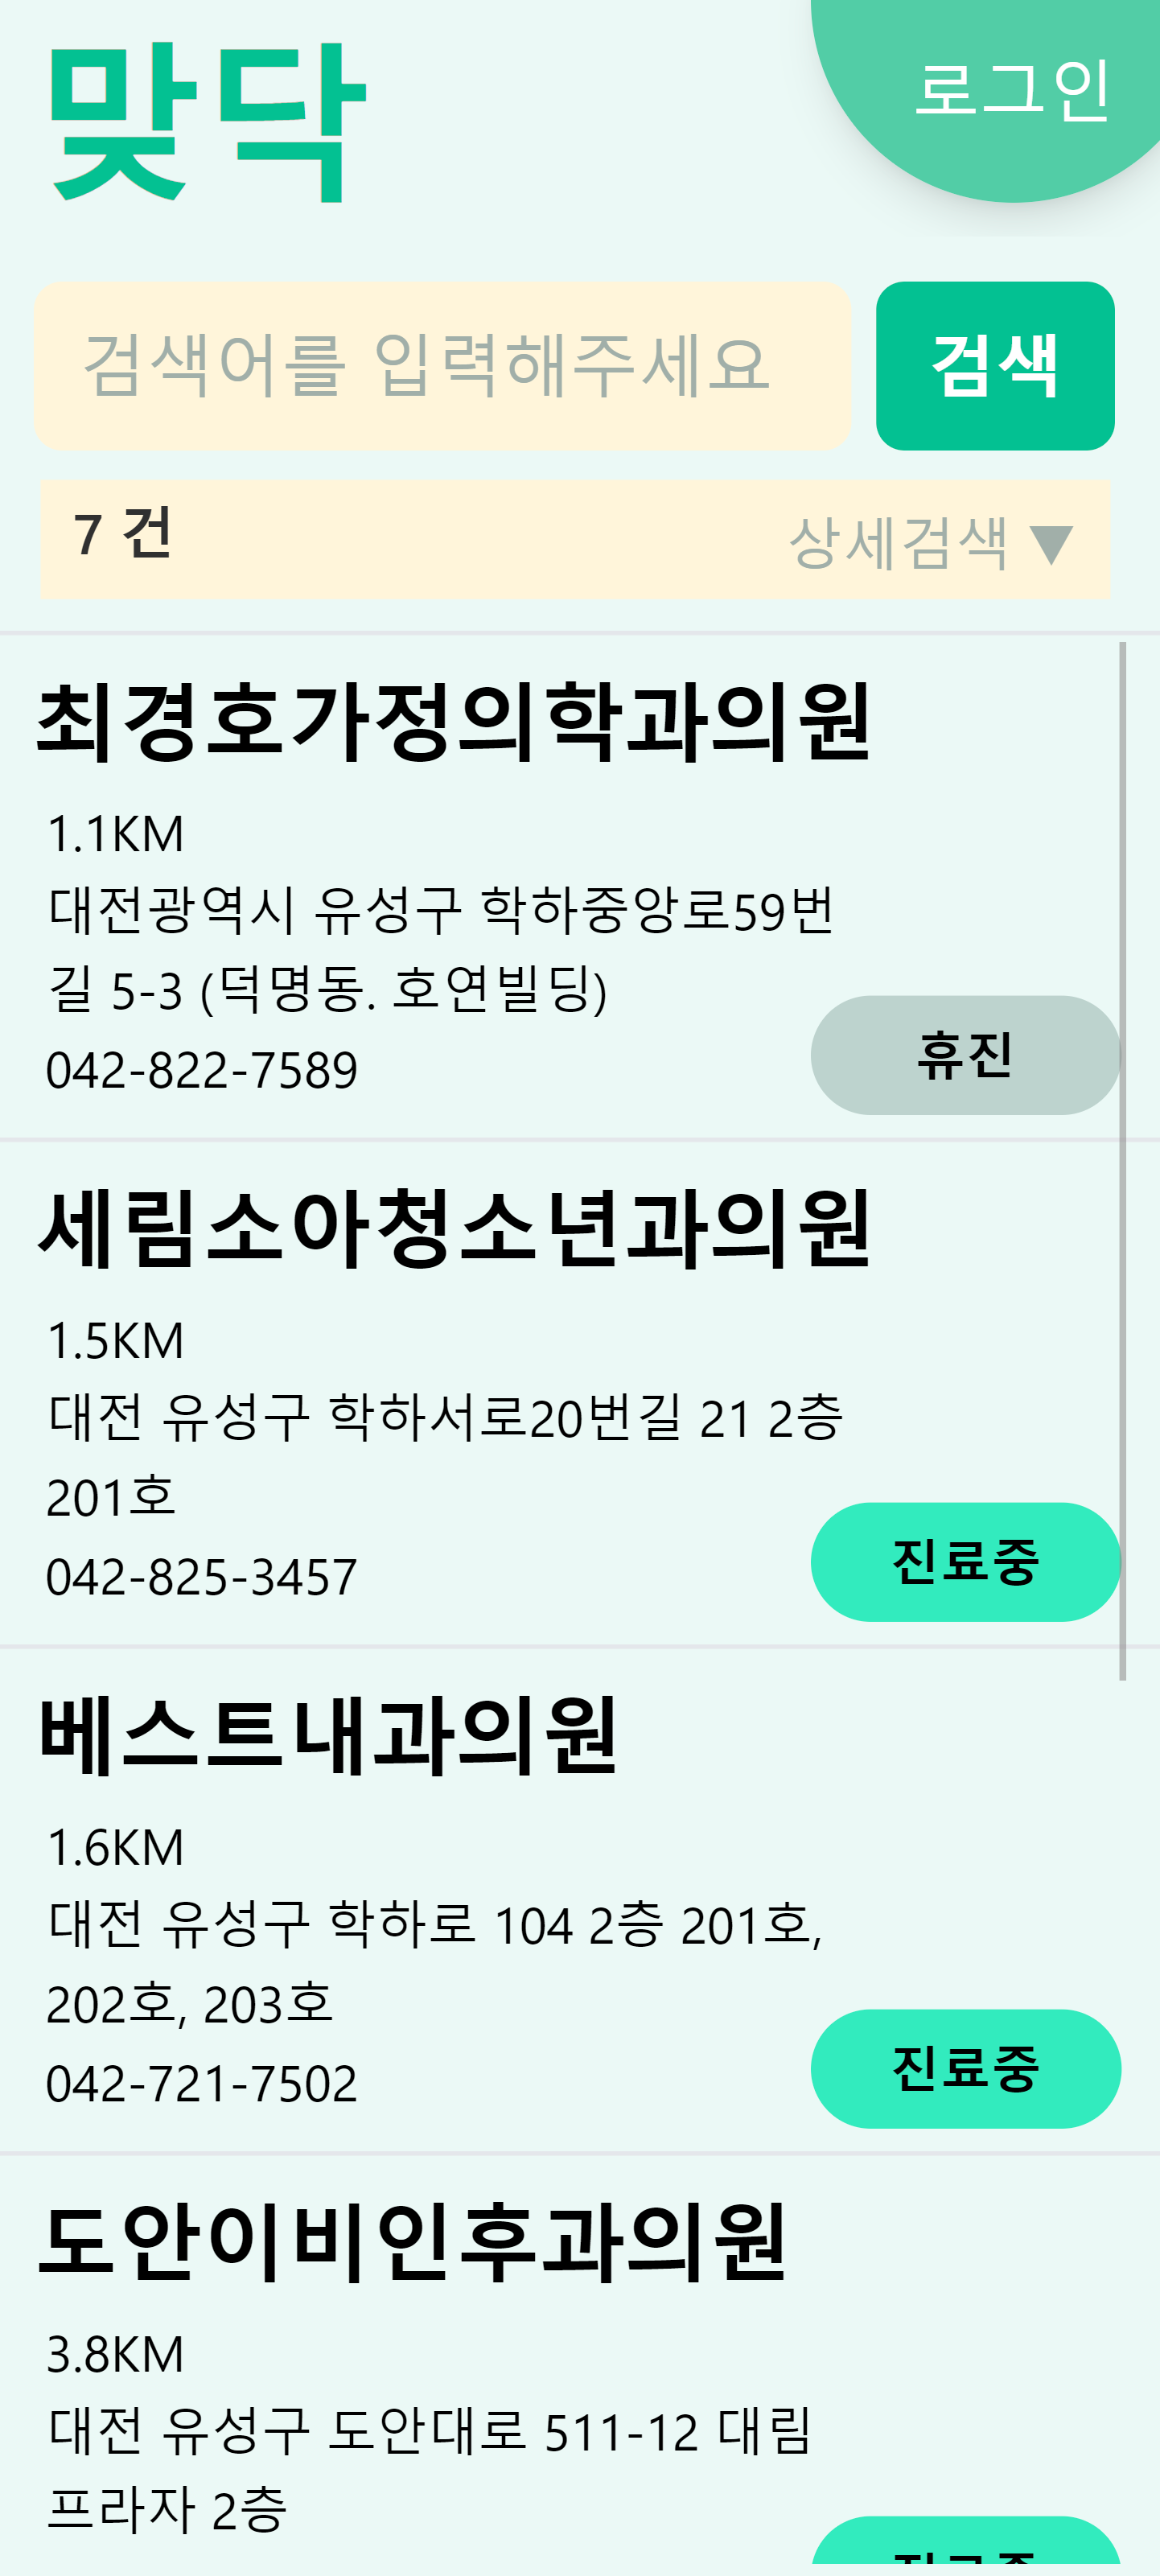 맞닥
로그인
검색어를 입력해주세요
검색
7 건
상세검색 ▼
최경호가정의학과의원
1.1KM
대전광역시 유성구 학하중앙로59번
길 5-3 (덕명동. 호연빌딩)
042-822-7589
휴진
세림소아청소년과의원
1.5KM
대전 유성구 학하서로20번길 21 2층
201호
042-825-3457
진료중
베스트내과의원
1.6KM
대전 유성구 학하로 104 2층 201호,
202호, 203호
042-721-7502
진료중
도안이비인후과의원
3.8KM
대전 유성구 도안대로 511-12 대림
프라자 2층